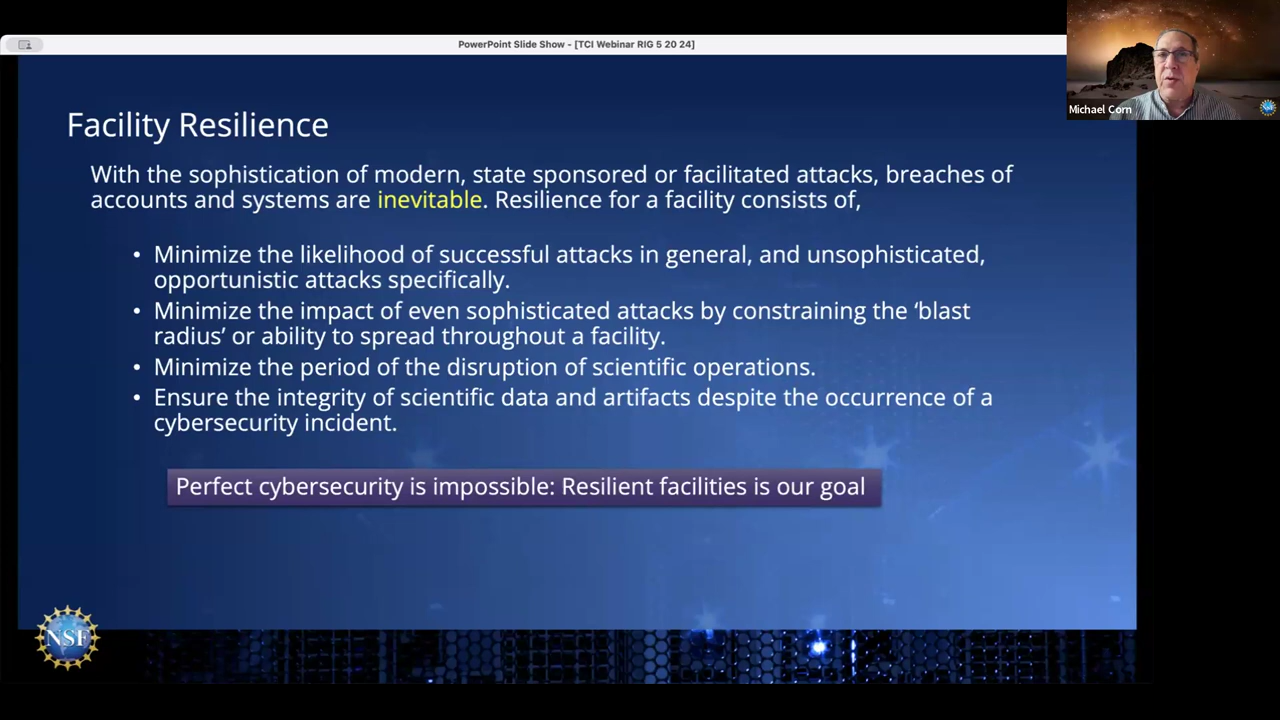 PowerPoint Slide Show - [TCI Webinar RIG 5 20 24]
Michael Corn
Facility Resilience
With the sophistication of modern, state sponsored or facilitated attacks, breaches of
accounts and systems are inevitable. Resilience for a facility consists of,
• Minimize the likelihood of successful attacks in general, and unsophisticated,
opportunistic attacks specifically.
• Minimize the impact of even sophisticated attacks by constraining the ‘blast
radius’ or ability to spread throughout a facility.
• Minimize the period of the disruption of scientific operations.
• Ensure the integrity of scientific data and artifacts despite the occurrence of a
cybersecurity incident.
Perfect cybersecurity is impossible: Resilient facilities is our goal
NSF